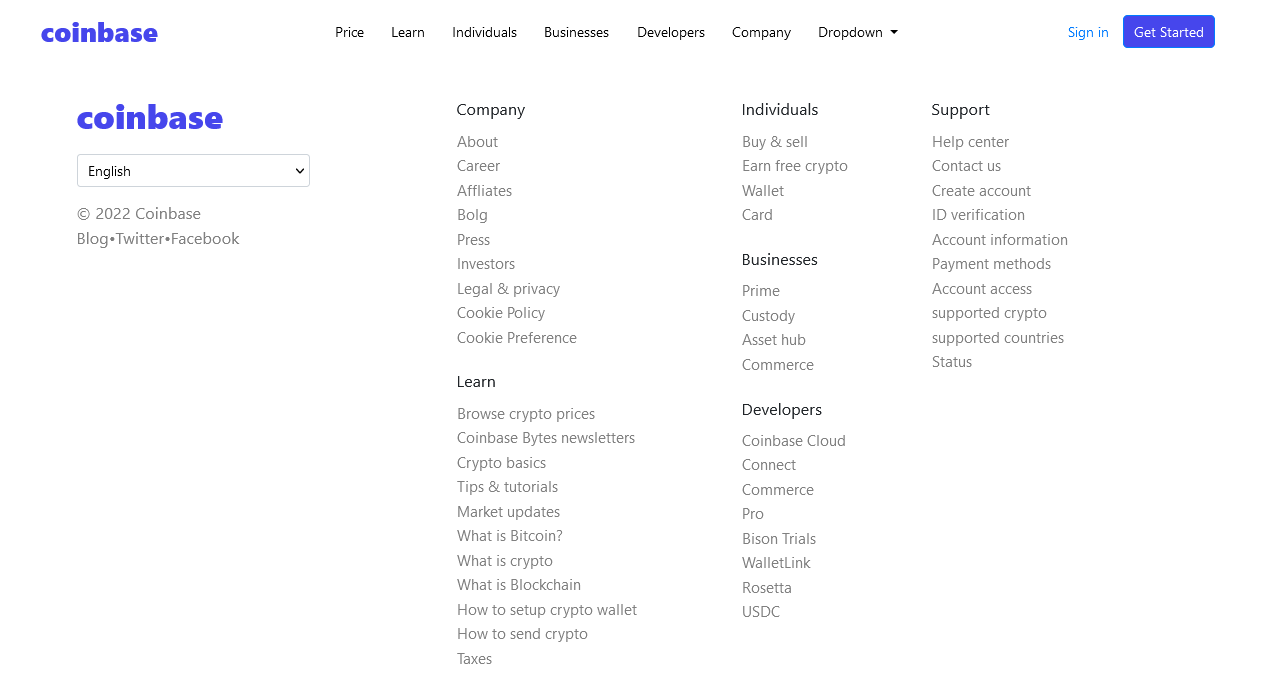 coinbase
Price Learn Individuals Businesses Developers Company Dropdown
Sign in Get Started
coinbase
English
© 2022 Coinbase
Blog•Twitter•Facebook
Company
About
Career
Affliates
Bolg
Press
Investors
Legal & privacy
Cookie Policy
Cookie Preference
Learn
Browse crypto prices
Coinbase Bytes newsletters
Crypto basics
Tips & tutorials
Market updates
What is Bitcoin?
What is crypto
What is Blockchain
How to setup crypto wallet
How to send crypto
Taxes
Individuals
Buy & sell
Earn free crypto
Wallet
Card
Businesses
Prime
Custody
Asset hub
Commerce
Developers
Coinbase Cloud
Connect
Commerce
Pro
Bison Trials
WalletLink
Rosetta
USDC
Support
Help center
Contact us
Create account
ID verification
Account information
Payment methods
Account access
supported crypto
supported countries
Status